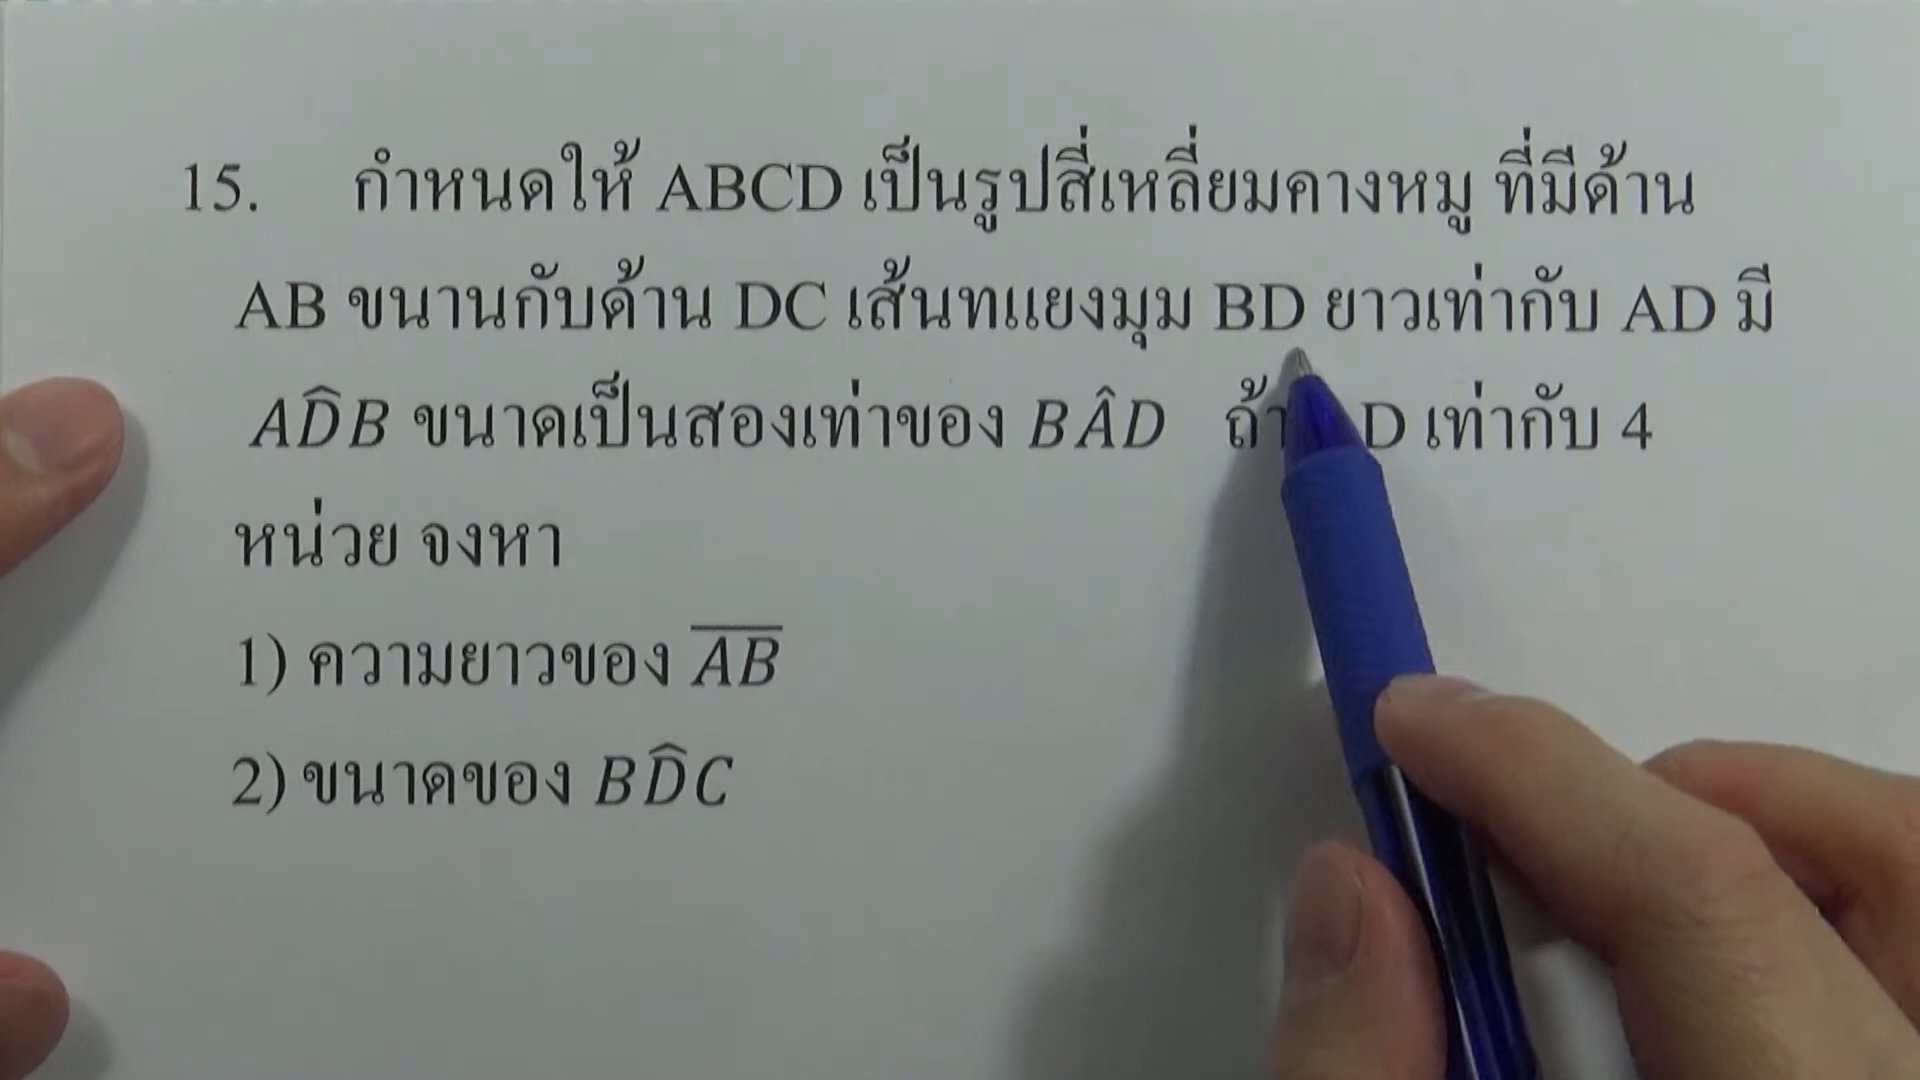 15. กำหนดให้ ABCD เป็นรูปสี่เหลี่ยมคางหมู ที่มีด้าน
AB ขนานกับด้าน DC เส้นทแยงมุม BD ยาวเท่ากับ AD มี
AD̂B ขนาดเป็นสองเท่าของ BÂD D เท่ากับ 4
หน่วย จงหา
1) ความยาวของ A̅B̅
2) ขนาดของ BD̂C